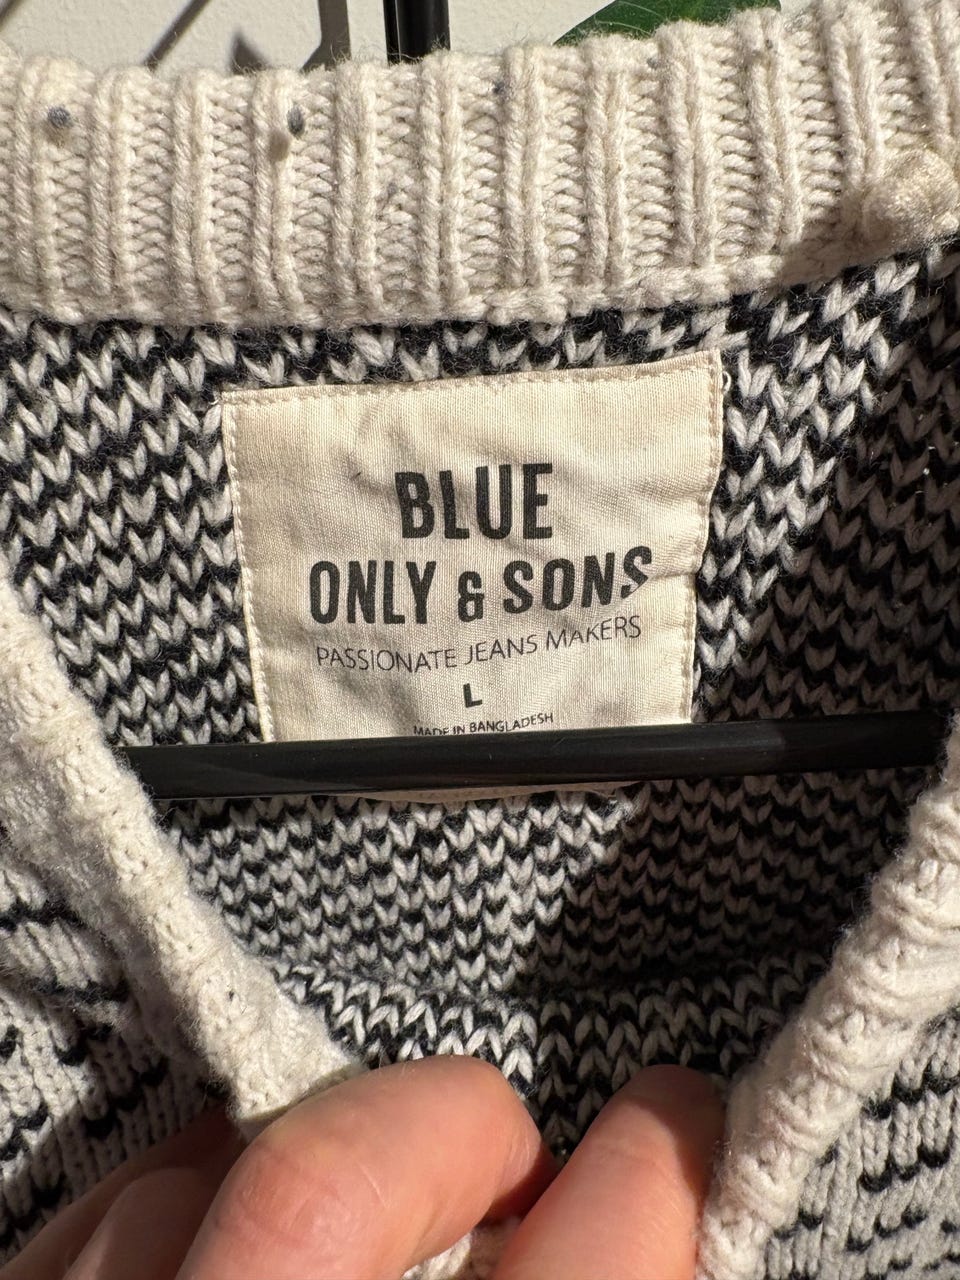 BLUE
ONLY & SONS
PASSIONATE JEANS MAKERS
L
MADE IN BANGLADESH